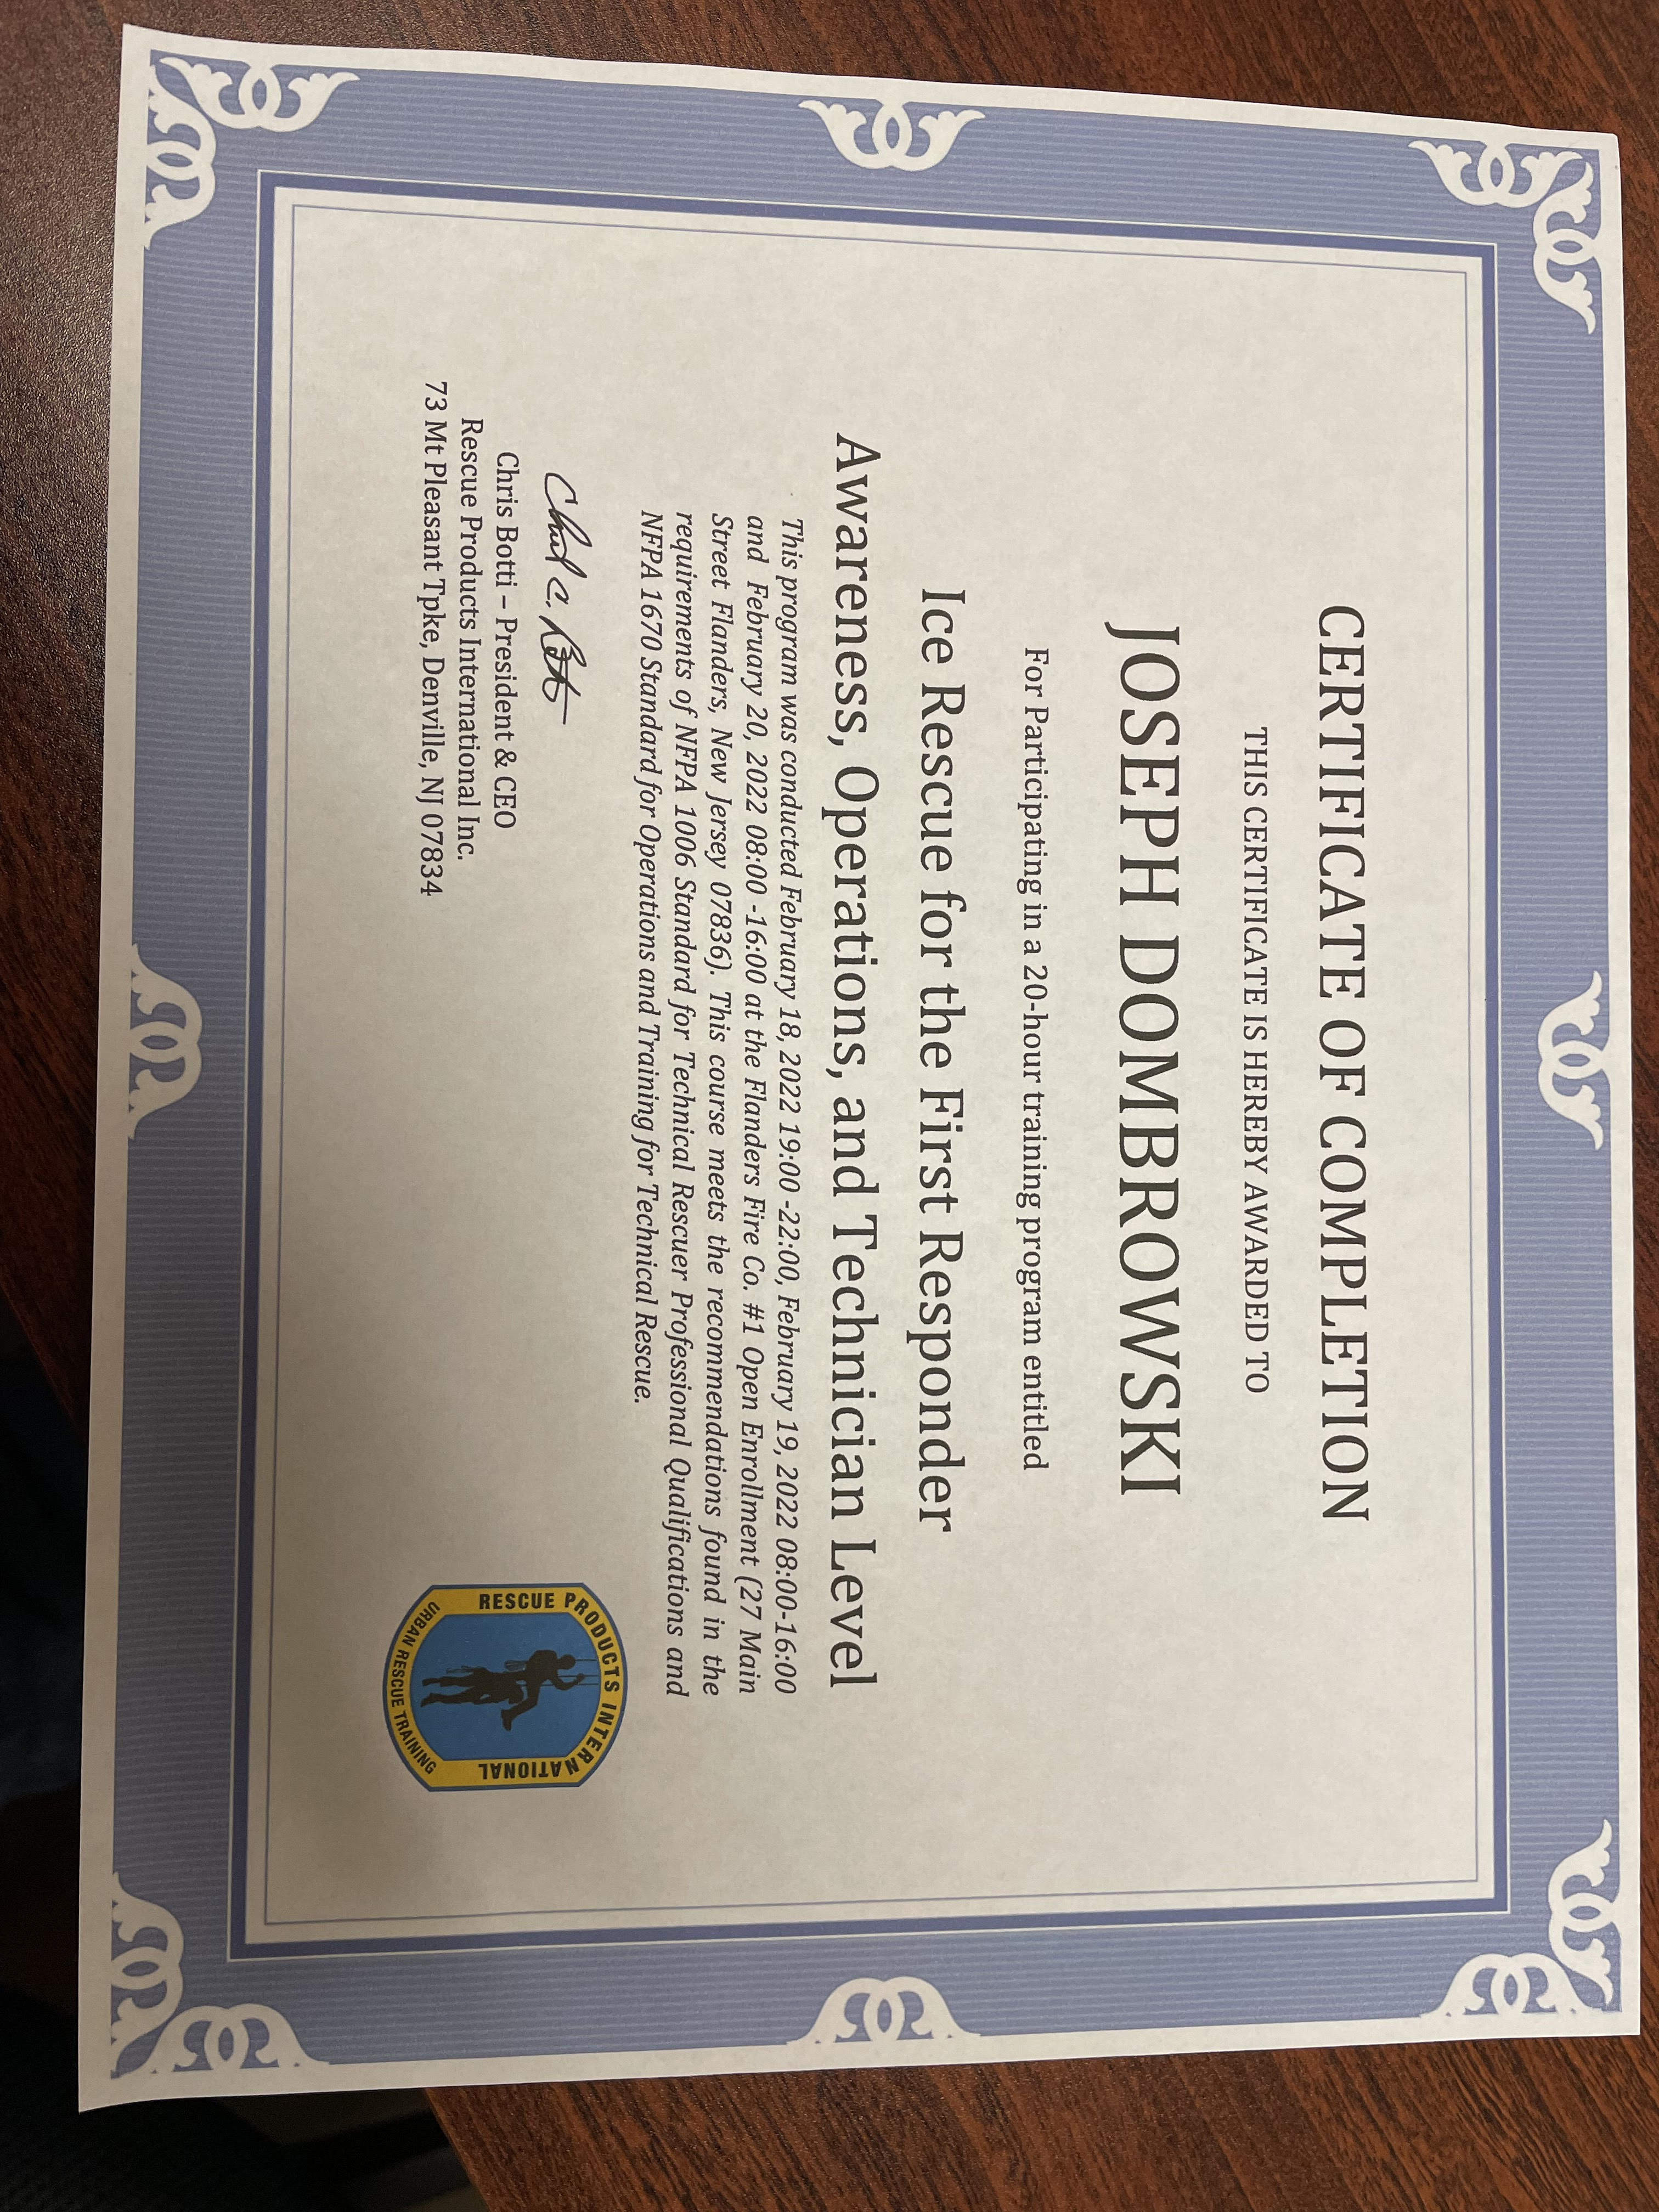 CERTIFICATE OF COMPLETION
THIS CERTIFICATE IS HEREBY AWARDED TO
JOSEPH DOMBROWSKI
For Participating in a 20-hour training program entitled
Ice Rescue for the First Responder
Awareness, Operations, and Technician Level
This program was conducted February 18, 2022 19:00 -22:00, February 19, 2022 08:00-16:00
and February 20, 2022 08:00 -16:00 at the Flanders Fire Co. #1 Open Enrollment (27 Main
Street Flanders, New Jersey 07836). This course meets the recommendations found in the
requirements of NFPA 1006 Standard for Technical Rescuer Professional Qualifications and
NFPA 1670 Standard for Operations and Training for Technical Rescue.
Chris Botti – President & CEO
Rescue Products International Inc.
73 Mt Pleasant Tpke, Denville, NJ 07834
RESCUE PRODUCTS INTERNATIONAL
URBAN RESCUE TRAINING